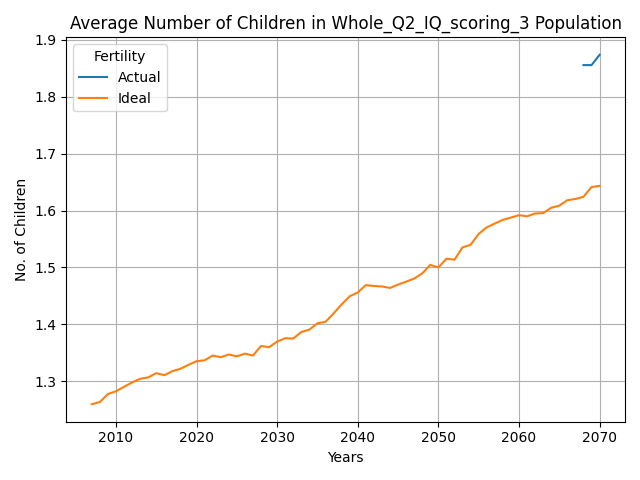 Average Number of Children in Whole_Q2_IQ_scoring_3 Population
Fertility
Actual
Ideal
No. of Children
1.9
1.8
1.7
1.6
1.5
1.4
1.3
2010 2020 2030 2040 2050 2060 2070
Years